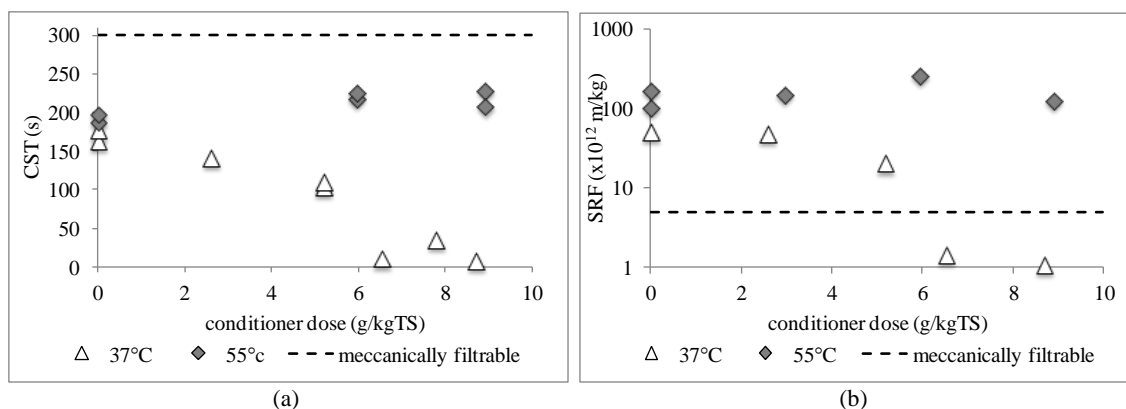 300
250
200
150
100
50
0
CST (s)
0 2 4 6 8 10
conditioner dose (g/kgTS)
37°C 55°c meccanically filtrable
(a)
1000
100
10
1
SRF (x10¹² m/kg)
0 2 4 6 8 10
conditioner dose (g/kgTS)
37°C 55°C meccanically filtrable
(b)